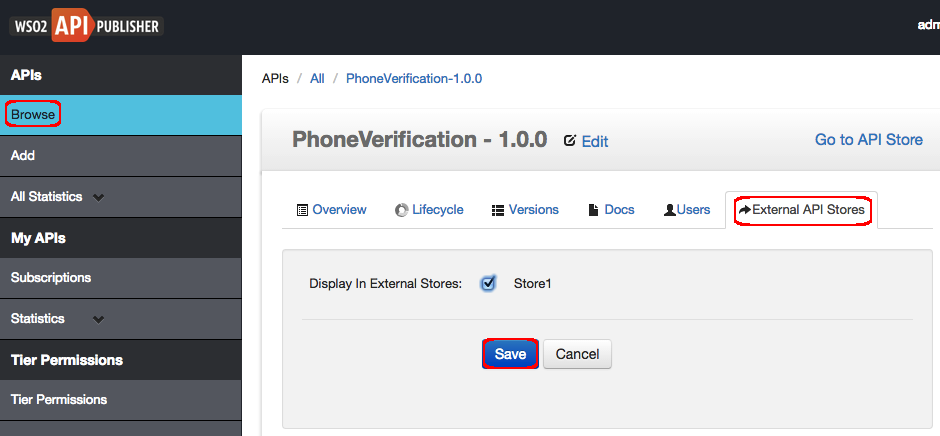 WSO2 API PUBLISHER
adm
APIs
Browse
Add
All Statistics
My APIs
Subscriptions
Statistics
Tier Permissions
Tier Permissions
APIs / All / PhoneVerification-1.0.0
PhoneVerification - 1.0.0 Edit Go to API Store
Overview Lifecycle Versions Docs Users External API Stores
Display In External Stores: Store1
Save Cancel